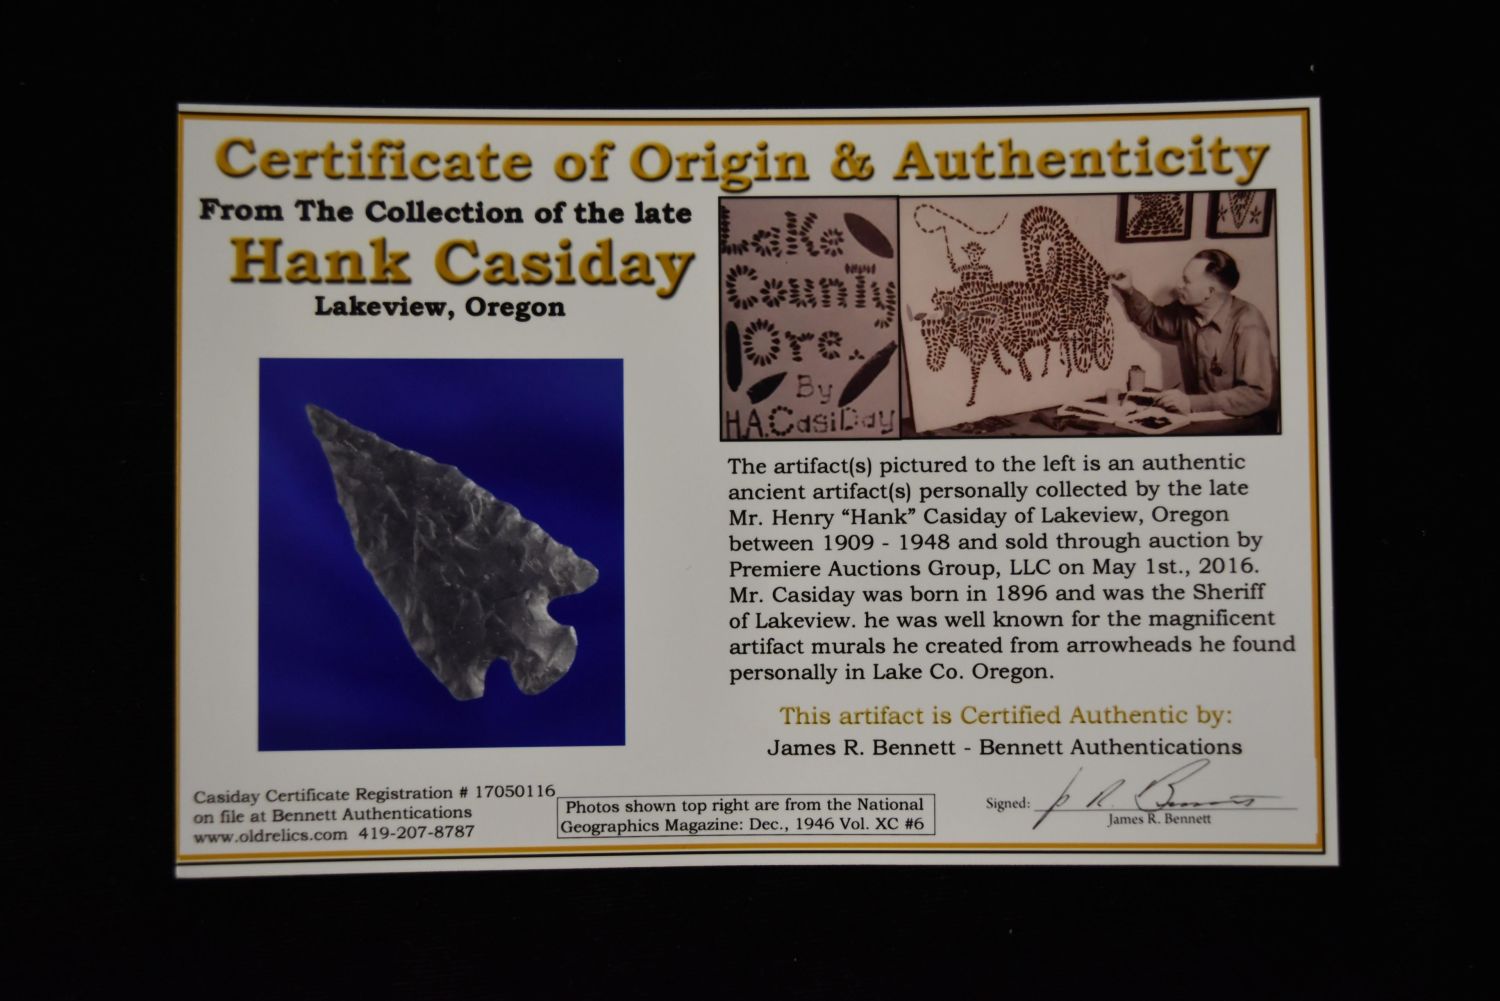 Certificate of Origin & Authenticity
From The Collection of the late
Hank Casiday
Lakeview, Oregon
Lake
County
Ore.
By
H.A.CasiDay
The artifact(s) pictured to the left is an authentic
ancient artifact(s) personally collected by the late
Mr. Henry “Hank” Casiday of Lakeview, Oregon
between 1909 - 1948 and sold through auction by
Premiere Auctions Group, LLC on May 1st., 2016.
Mr. Casiday was born in 1896 and was the Sheriff
of Lakeview. he was well known for the magnificent
artifact murals he created from arrowheads he found
personally in Lake Co. Oregon.
This artifact is Certified Authentic by:
James R. Bennett - Bennett Authentications
Casiday Certificate Registration # 17050116
on file at Bennett Authentications
www.oldrelics.com 419-207-8787
Photos shown top right are from the National
Geographics Magazine: Dec., 1946 Vol. XC #6
Signed: J R. Bennett
James R. Bennett